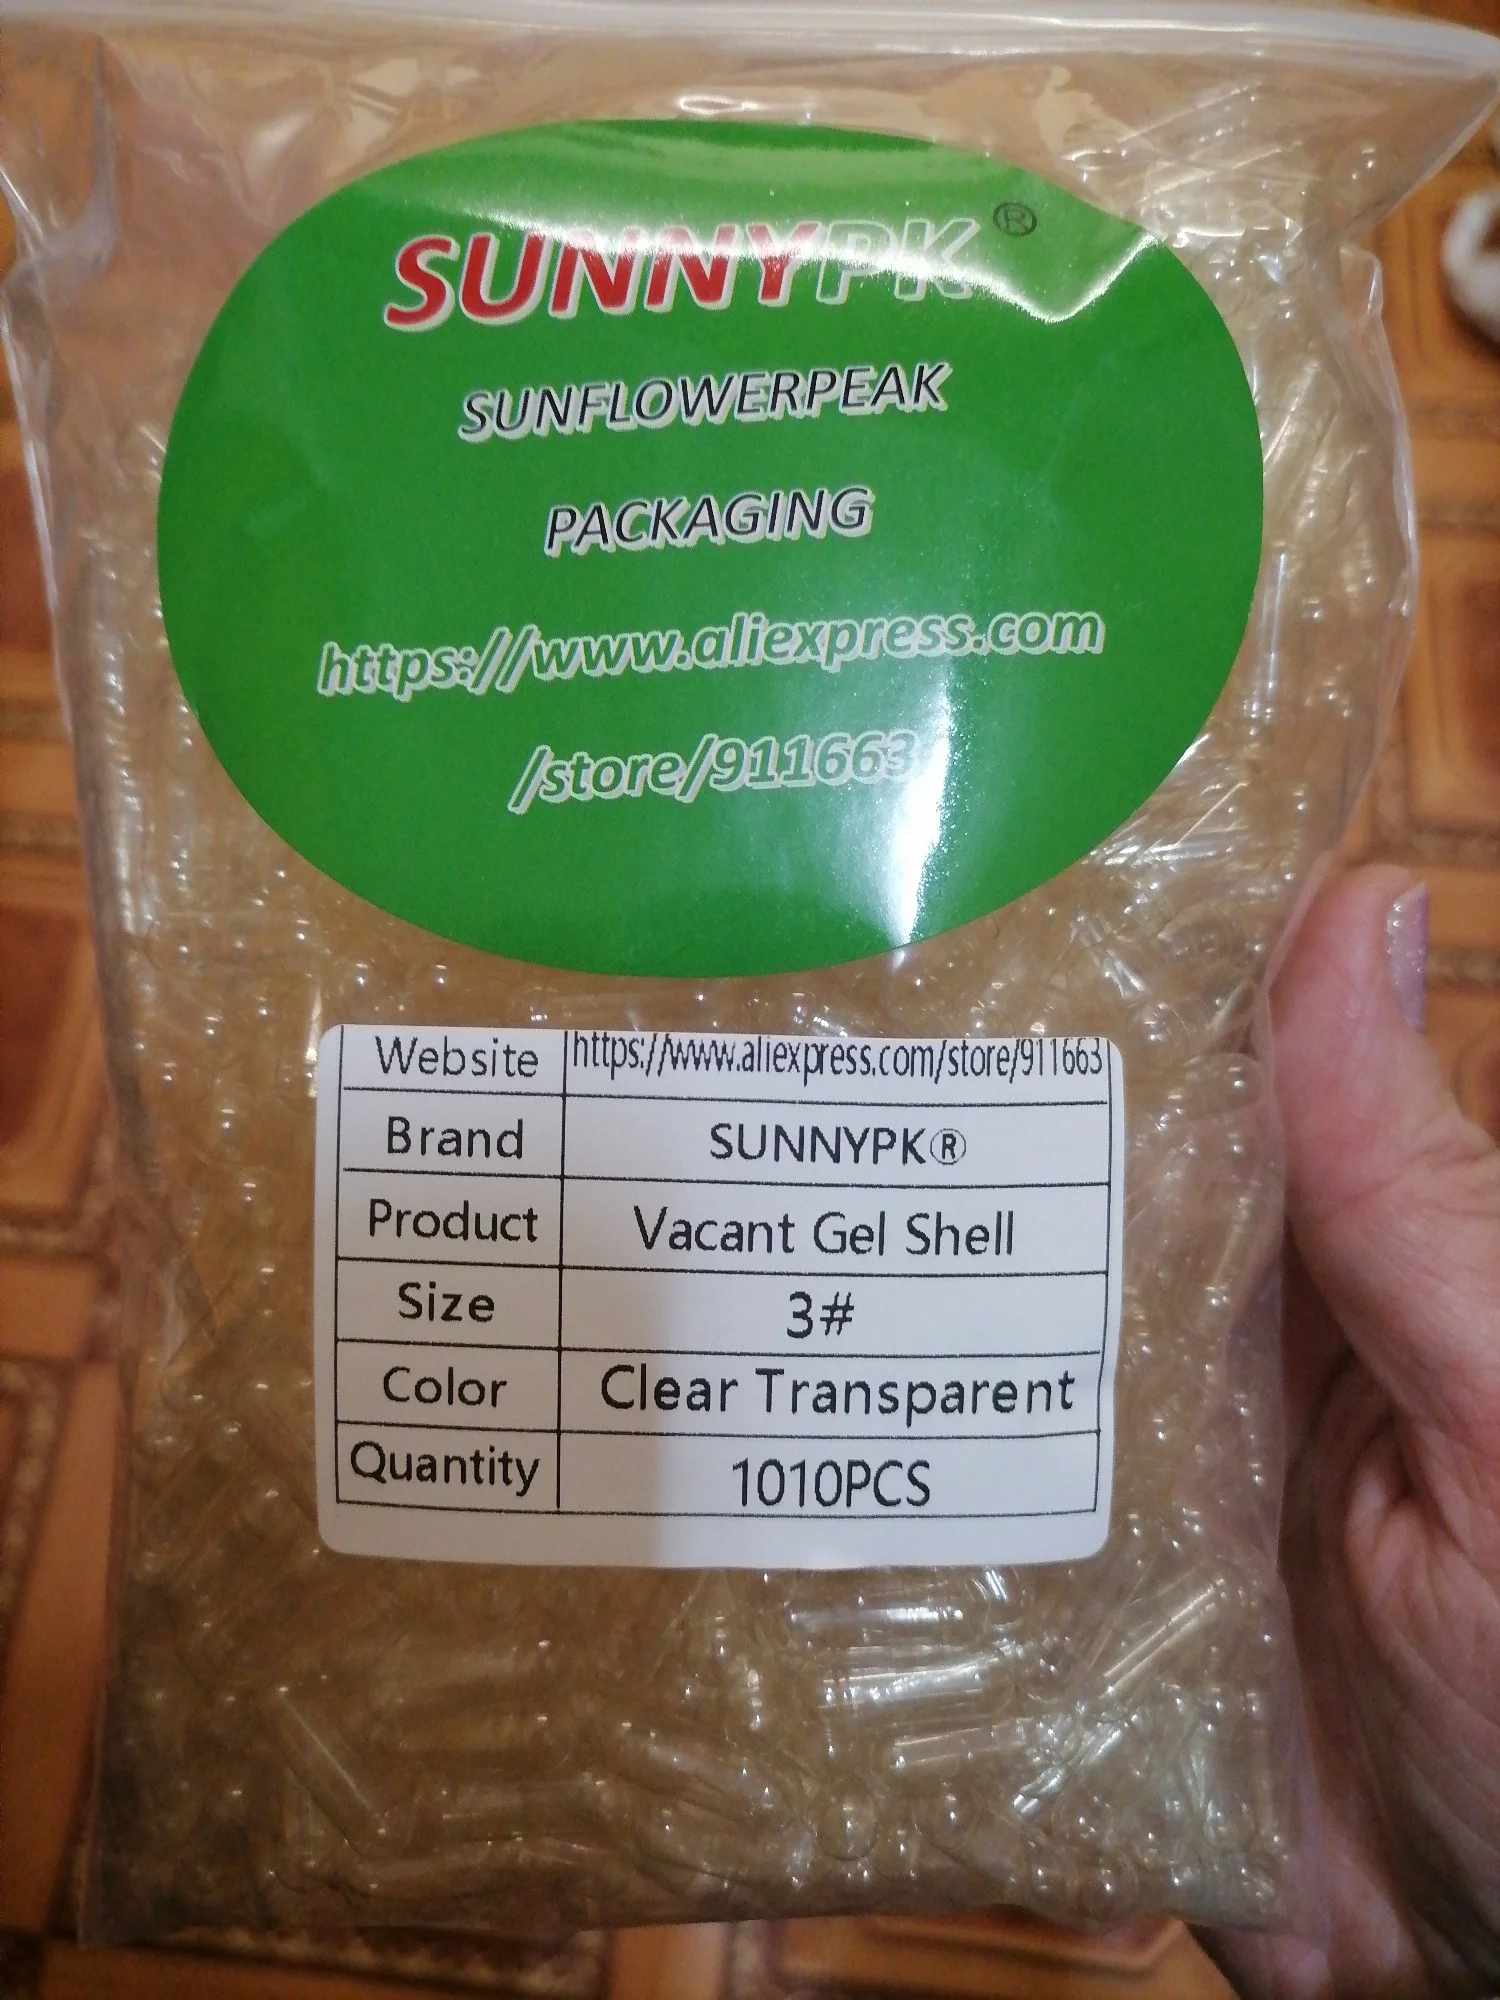 SUNNYPK®
SUNFLOWERPEAK
PACKAGING
https://www.aliexpress.com
/store/911663
Website https://www.aliexpress.com/store/911663
Brand SUNNYPK®
Product Vacant Gel Shell
Size 3#
Color Clear Transparent
Quantity 1010PCS